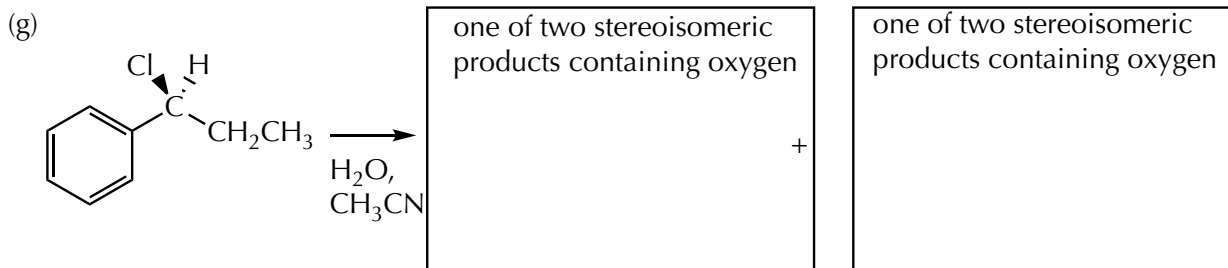 (g)
one of two stereoisomeric
products containing oxygen
one of two stereoisomeric
products containing oxygen
Cl H
C
CH₂CH₃
+
H₂O,
CH₃CN